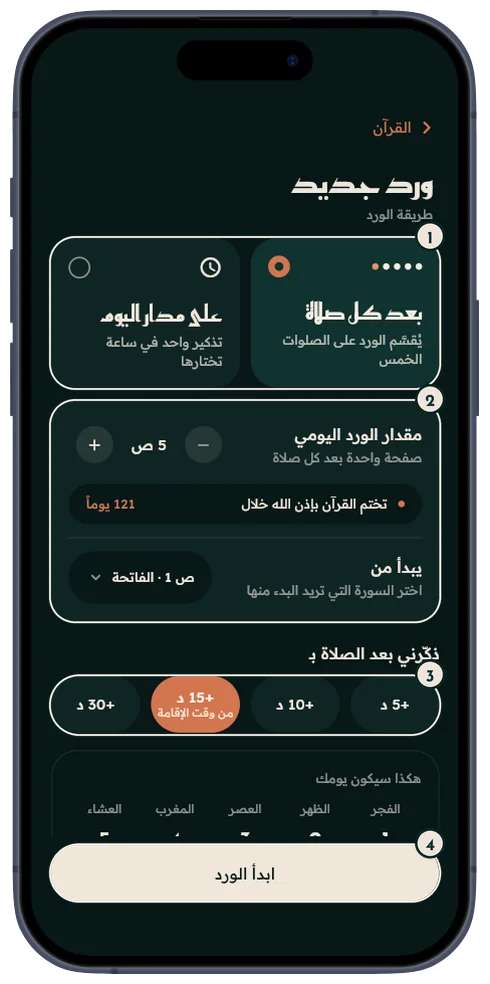 القرآن
ورد جديد
طريقة الورد
1
بعد كل صلاة
يُقسَّم الورد على الصلوات
الخمس
على مدار اليوم
تذكير واحد في ساعة
تختارها
2
مقدار الورد اليومي
صفحة واحدة بعد كل صلاة
− 5 ص +
تختم القرآن بإذن الله خلال
121 يوماً
يبدأ من
اختر السورة التي تريد البدء منها
ص 1 · الفاتحة
ذكّرني بعد الصلاة بـ
3
+5 د
+10 د
+15 د
من وقت الإقامة
+30 د
هكذا سيكون يومك
الفجر الظهر العصر المغرب العشاء
4
ابدأ الورد